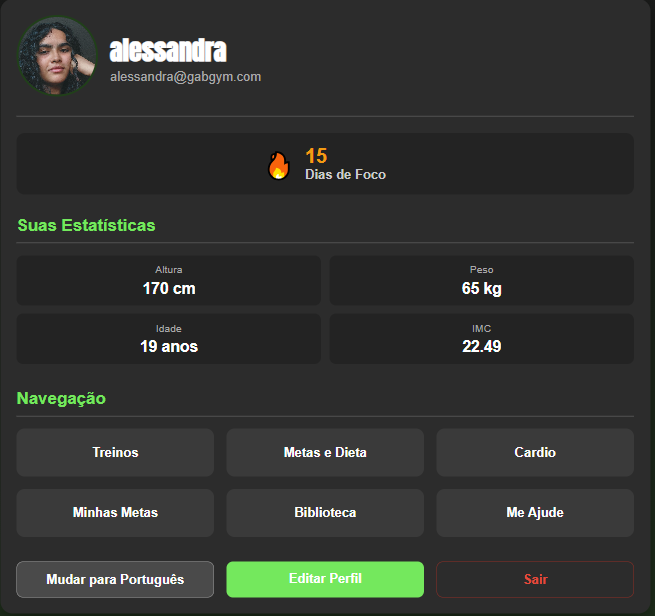 alessandra
alessandra@gabgym.com
15
Dias de Foco
Suas Estatísticas
Altura
170 cm
Peso
65 kg
Idade
19 anos
IMC
22.49
Navegação
Treinos
Metas e Dieta
Cardio
Minhas Metas
Biblioteca
Me Ajude
Mudar para Português
Editar Perfil
Sair